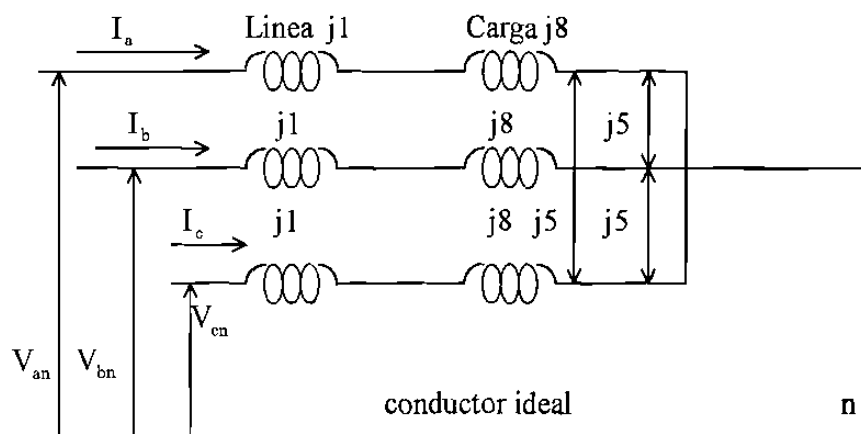 I_a Linea j1 Carga j8
I_b j1 j8 j5
I_c j1 j8 j5 j5
V_an V_bn V_cn
conductor ideal n